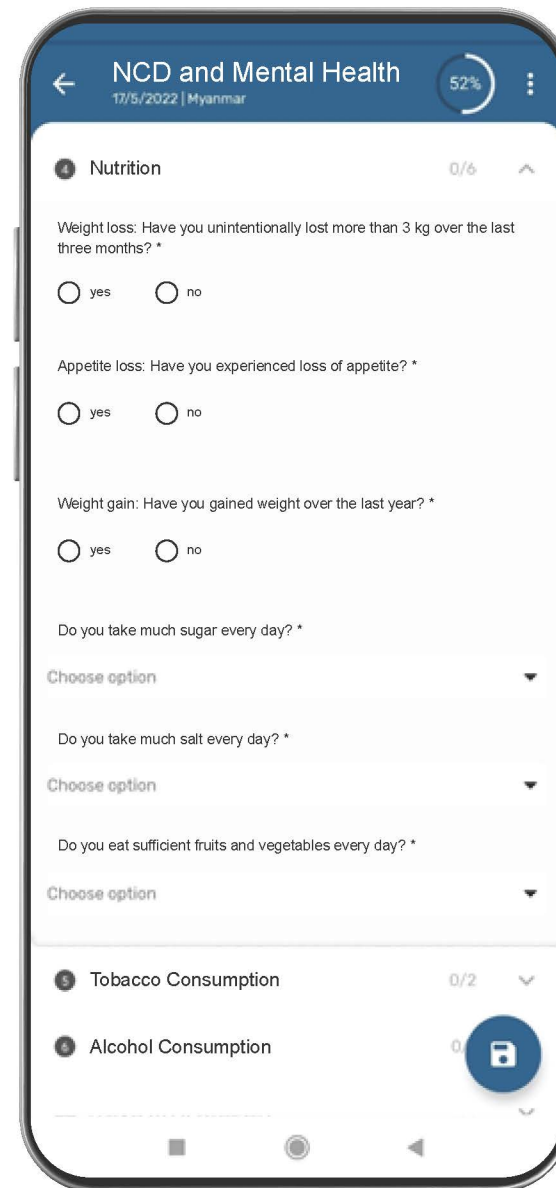 NCD and Mental Health
52%
17/5/2022 | Myanmar
4 Nutrition 0/6
Weight loss: Have you unintentionally lost more than 3 kg over the last
three months? *
yes no
Appetite loss: Have you experienced loss of appetite? *
yes no
Weight gain: Have you gained weight over the last year? *
yes no
Do you take much sugar every day? *
Choose option
Do you take much salt every day? *
Choose option
Do you eat sufficient fruits and vegetables every day? *
Choose option
5 Tobacco Consumption 0/2
6 Alcohol Consumption 0/